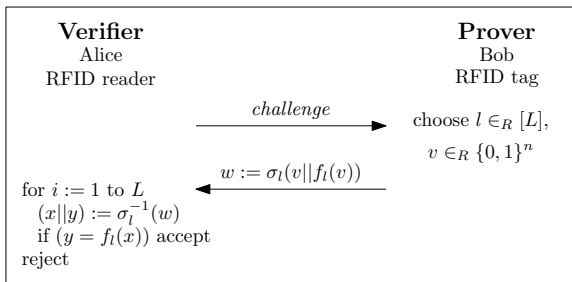 Verifier
Alice
RFID reader
Prover
Bob
RFID tag
challenge
choose l ∈_R [L],
v ∈_R {0, 1}^n
w := σ_l(v||f_l(v))
for i := 1 to L
(x||y) := σ_l^{-1}(w)
if (y = f_l(x)) accept
reject